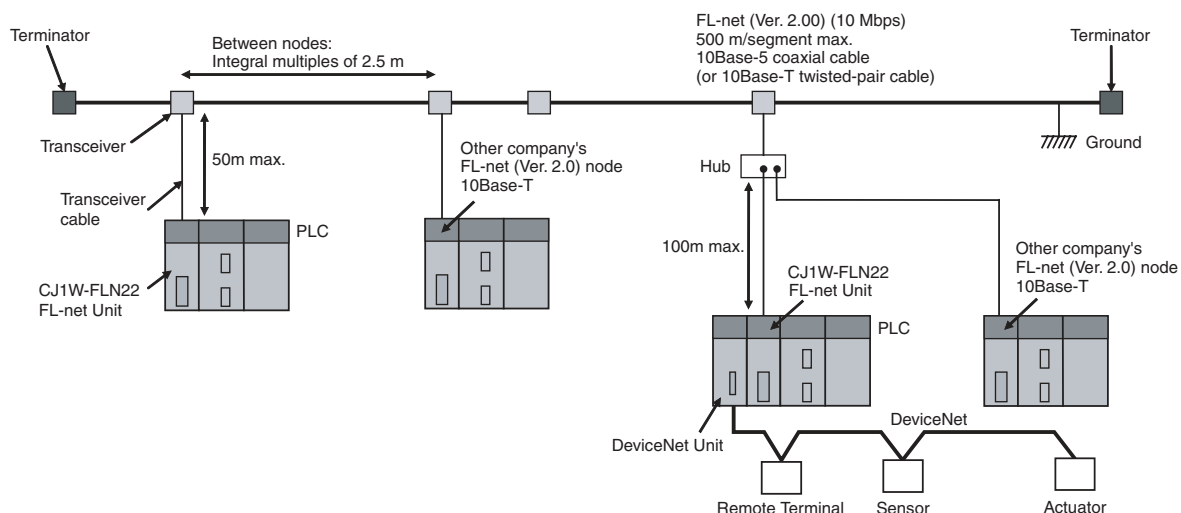 Terminator
Between nodes:
Integral multiples of 2.5 m
FL-net (Ver. 2.00) (10 Mbps)
500 m/segment max.
10Base-5 coaxial cable
(or 10Base-T twisted-pair cable)
Terminator
Transceiver
50m max.
Other company's
FL-net (Ver. 2.0) node
10Base-T
Hub
Ground
Transceiver
cable
PLC
100m max.
CJ1W-FLN22
FL-net Unit
CJ1W-FLN22
FL-net Unit
Other company's
FL-net (Ver. 2.0) node
10Base-T
PLC
DeviceNet Unit
DeviceNet
Remote Terminal
Sensor
Actuator